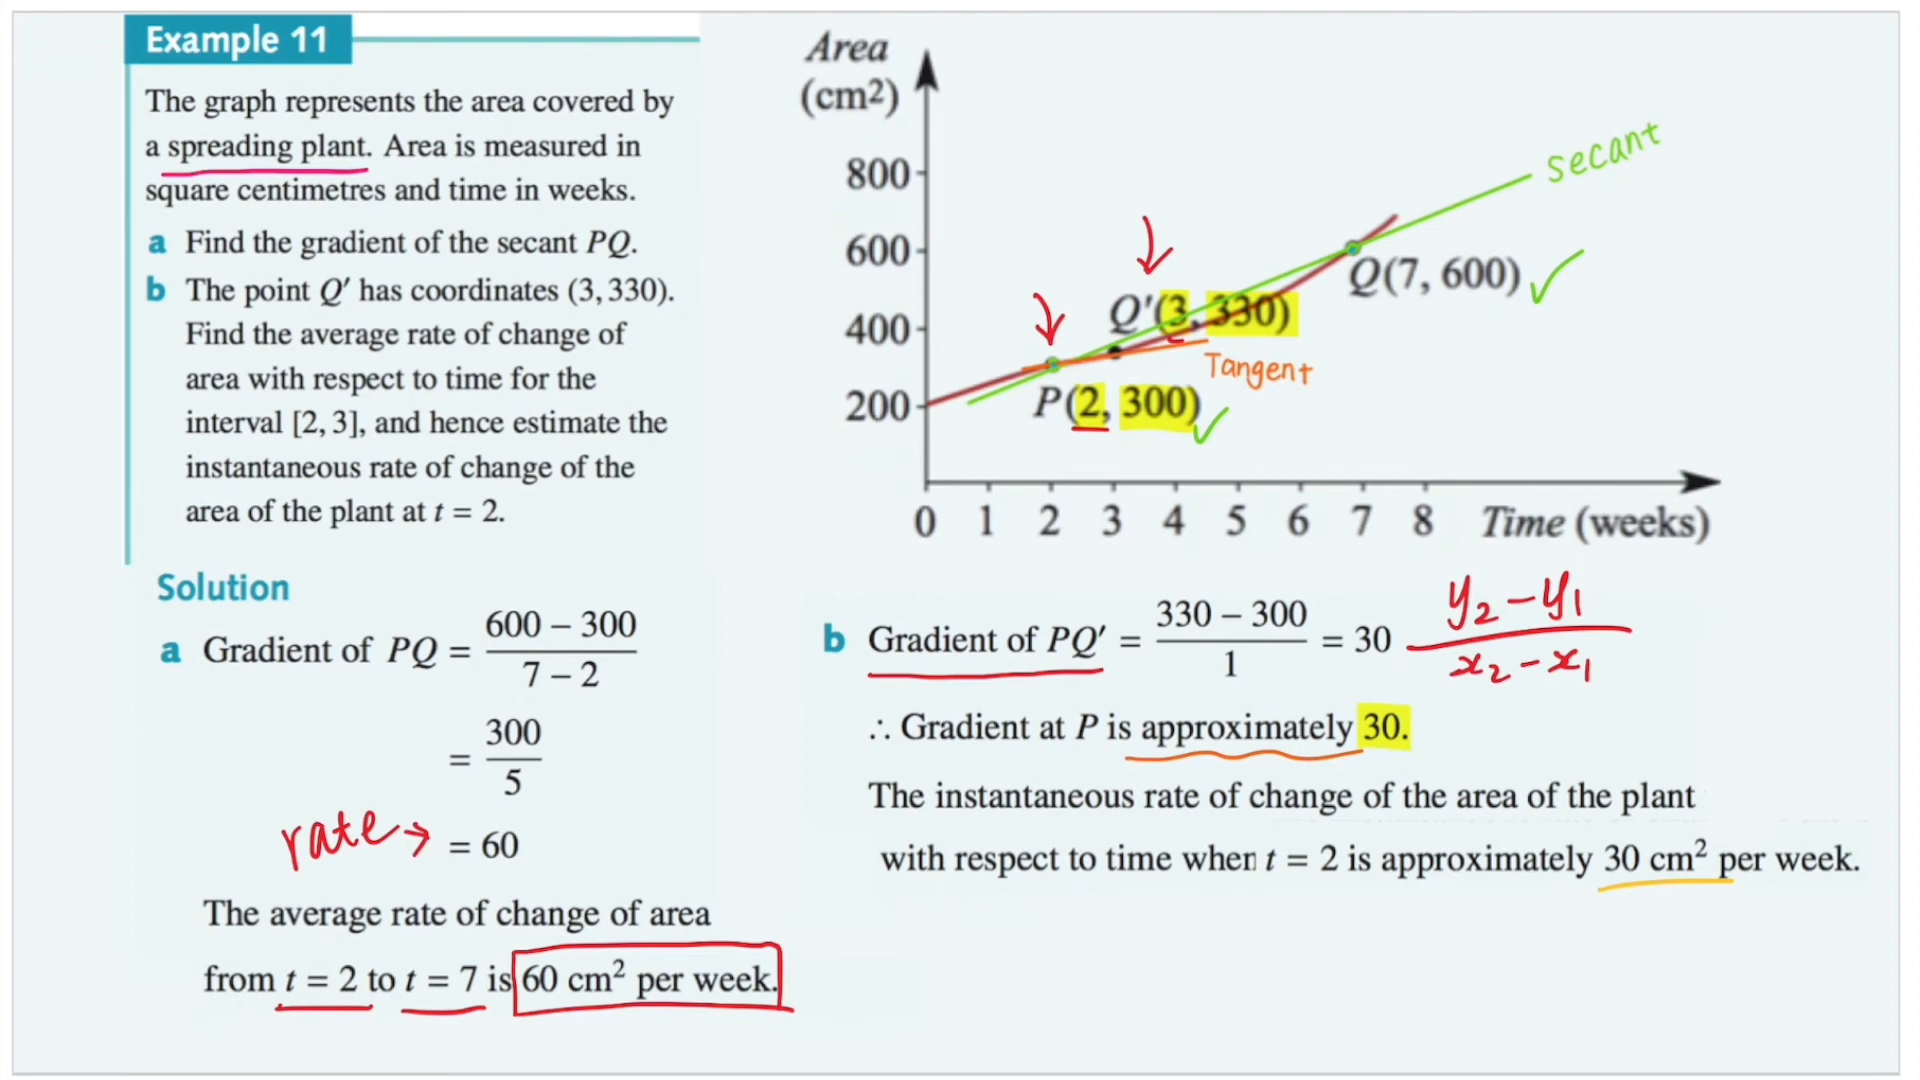 Example 11
The graph represents the area covered by
a spreading plant. Area is measured in
square centimetres and time in weeks.
a Find the gradient of the secant PQ.
b The point Q′ has coordinates (3, 330).
Find the average rate of change of
area with respect to time for the
interval [2, 3], and hence estimate the
instantaneous rate of change of the
area of the plant at t = 2.
Area
(cm²)
800
600
400
200
secant
Q(7, 600)
Q′(3, 330)
Tangent
P(2, 300)
0 1 2 3 4 5 6 7 8 Time (weeks)
Solution
a Gradient of PQ = \frac{600 – 300}{7 – 2}
= \frac{300}{5}
rate → = 60
The average rate of change of area
from t = 2 to t = 7 is 60 cm² per week.
b Gradient of PQ′ = \frac{330 – 300}{1} = 30 \frac{y₂ – y₁}{x₂ – x₁}
∴ Gradient at P is approximately 30.
The instantaneous rate of change of the area of the plant
with respect to time when t = 2 is approximately 30 cm² per week.